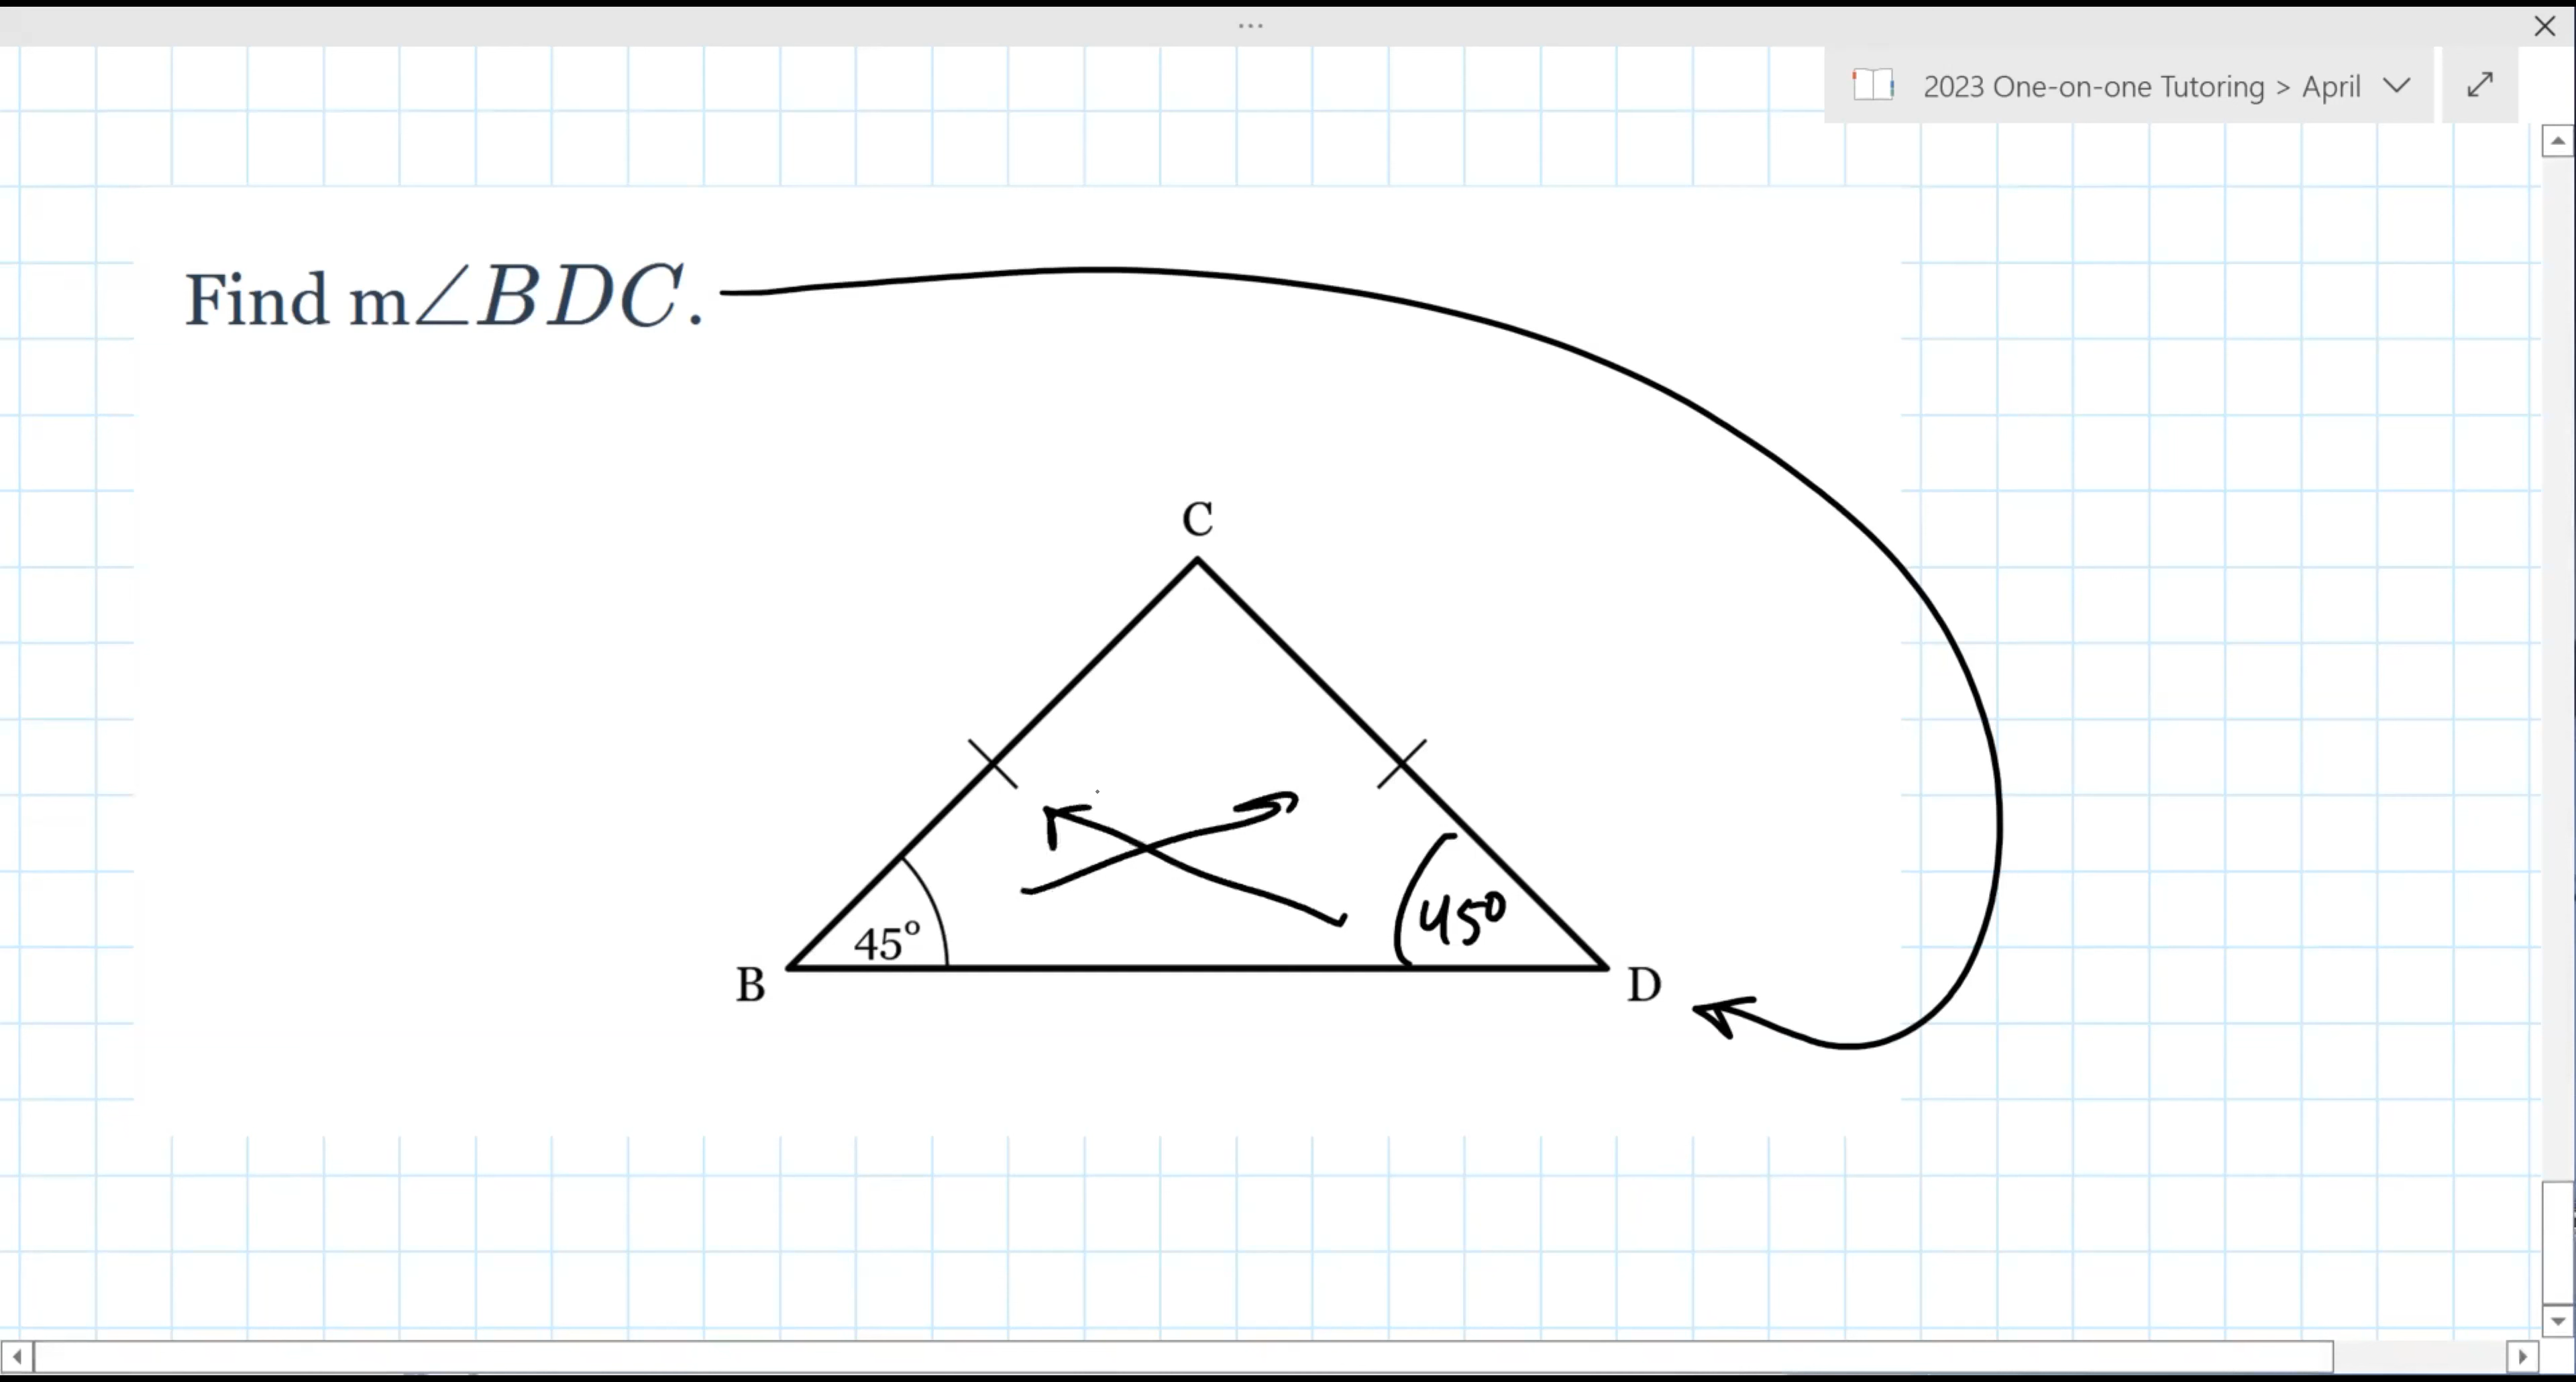 2023 One-on-one Tutoring > April
Find m∠BDC.
C
45°
45°
B
D